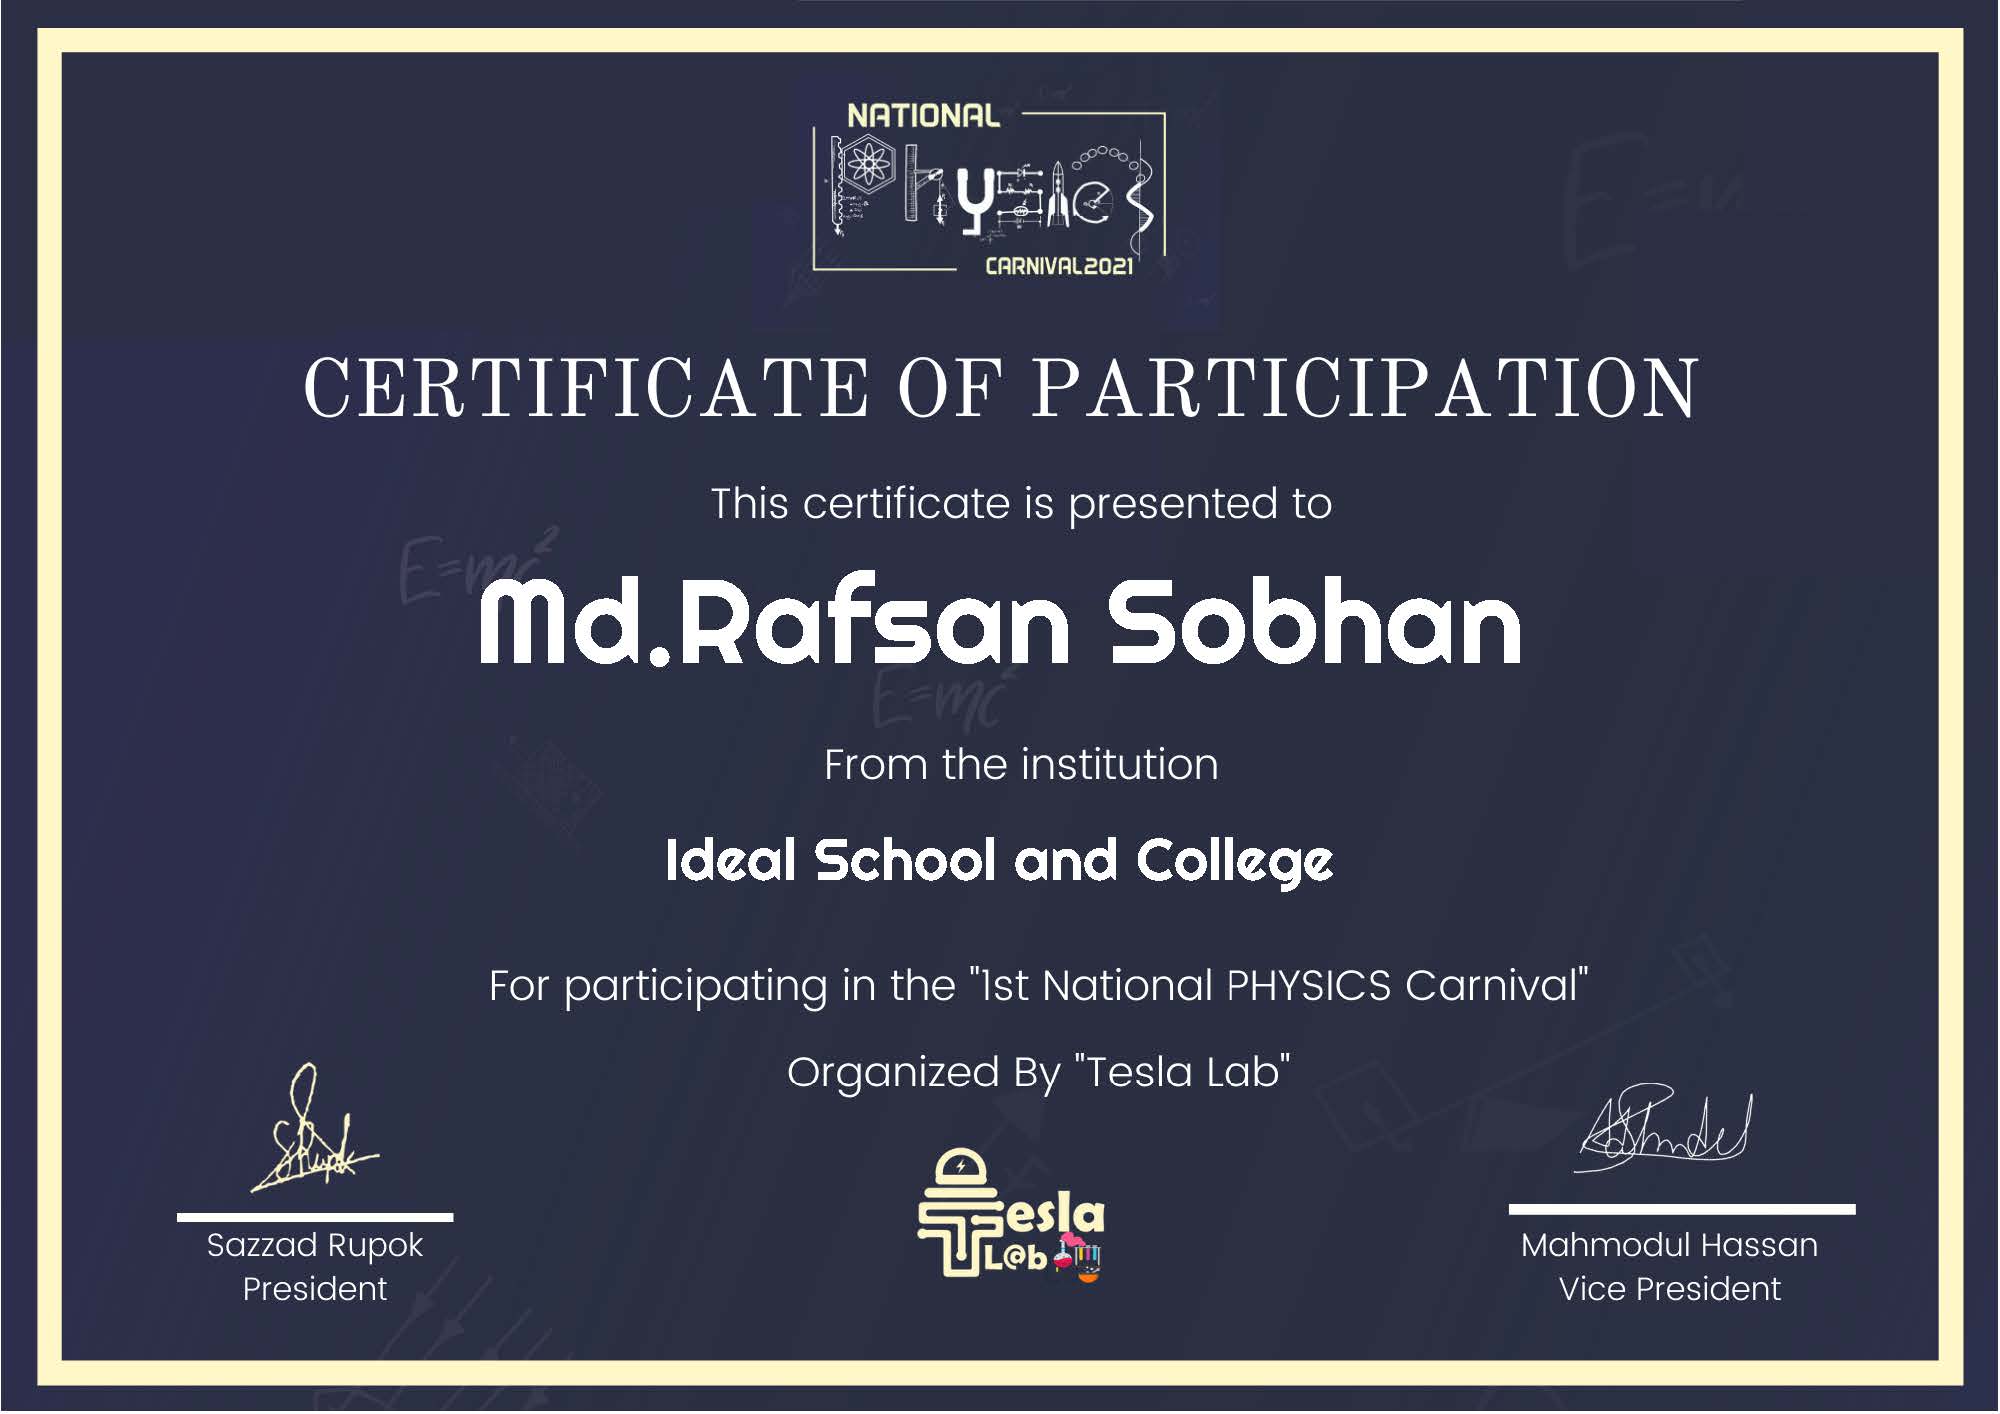 NATIONAL
Physics
CARNIVAL2021
CERTIFICATE OF PARTICIPATION
This certificate is presented to
E=mc²
Md.Rafsan Sobhan
E=mc²
From the institution
Ideal School and College
For participating in the "1st National PHYSICS Carnival"
Organized By "Tesla Lab"
Tesla
L@b
Sazzad Rupok
President
Mahmodul Hassan
Vice President